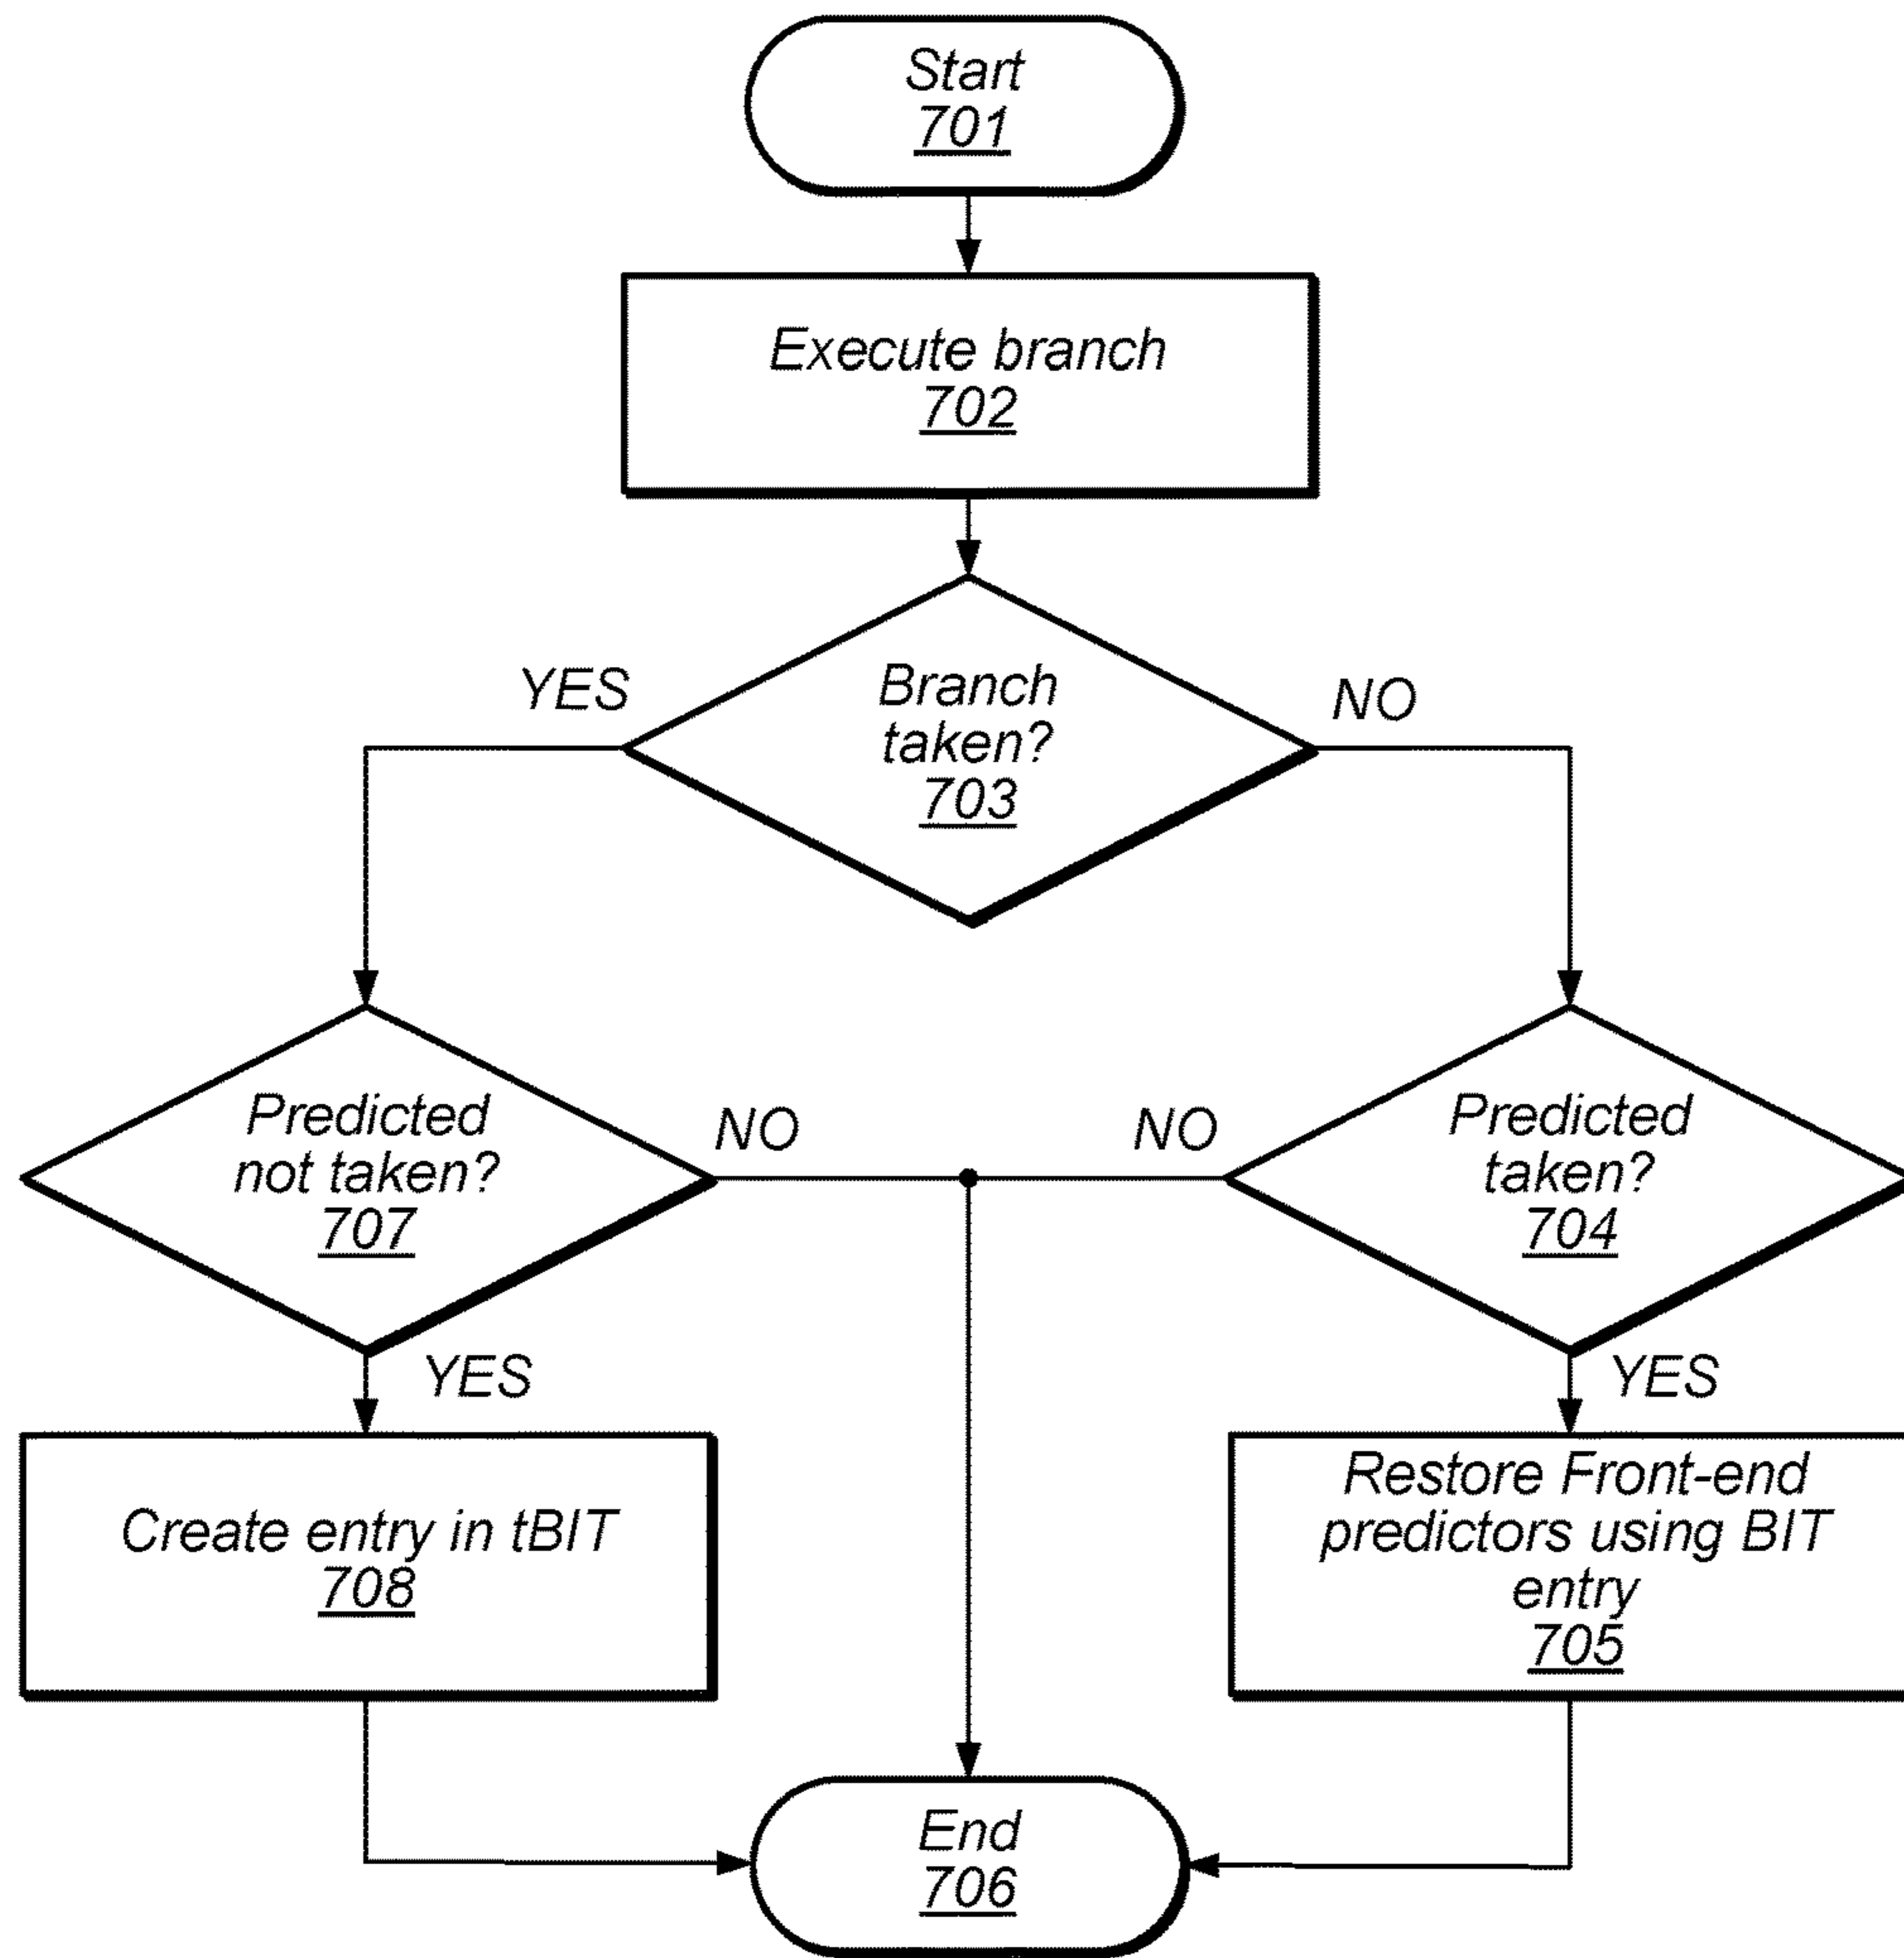 Start
701
Execute branch
702
YES
Branch
taken?
703
NO
Predicted
not taken?
707
NO
NO
Predicted
taken?
704
YES
YES
Create entry in tBIT
708
Restore Front-end
predictors using BIT
entry
705
End
706